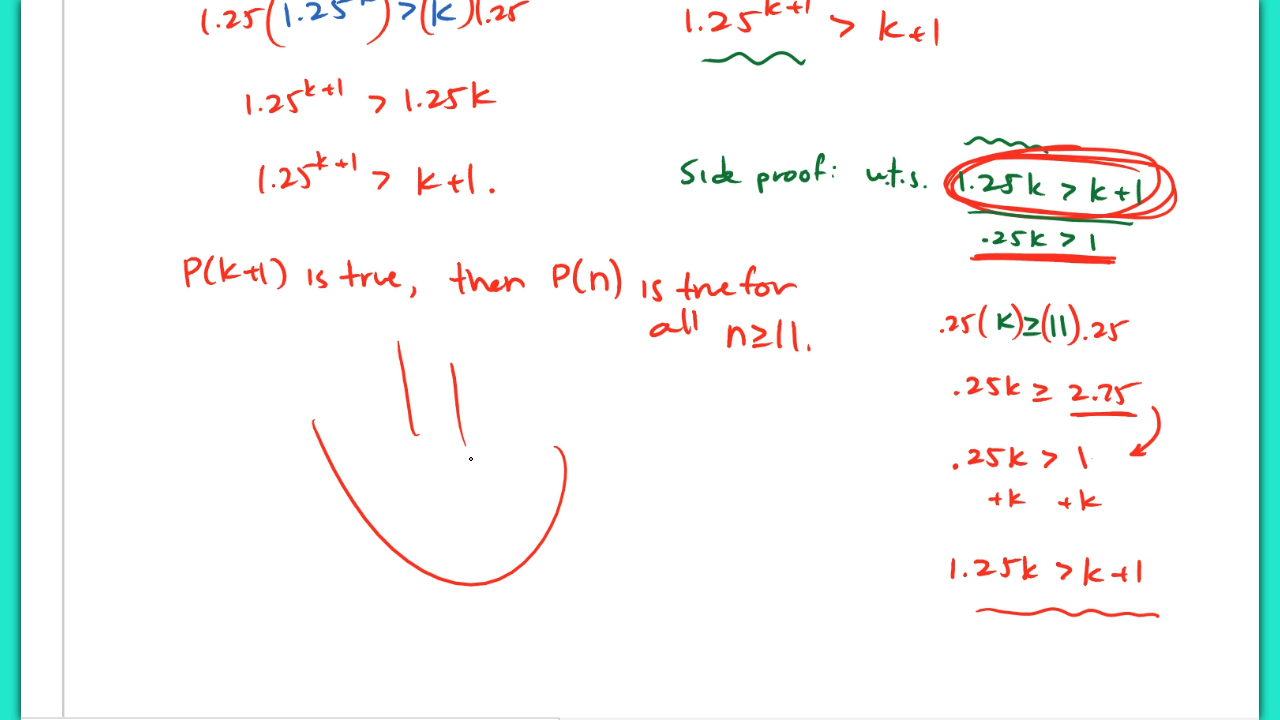 1.25(1.25^k)>(k)1.25
1.25^k+1 > 1.25k
1.25^k+1 > k+1.
P(k+1) is true, then P(n) is true for
all n≥11.
1.25^k+1 > k+1
Side proof: w.t.s. 1.25k > k+1
.25k > 1
.25(k)≥(11).25
.25k ≥ 2.75
.25k > 1
+k +k
1.25k > k+1